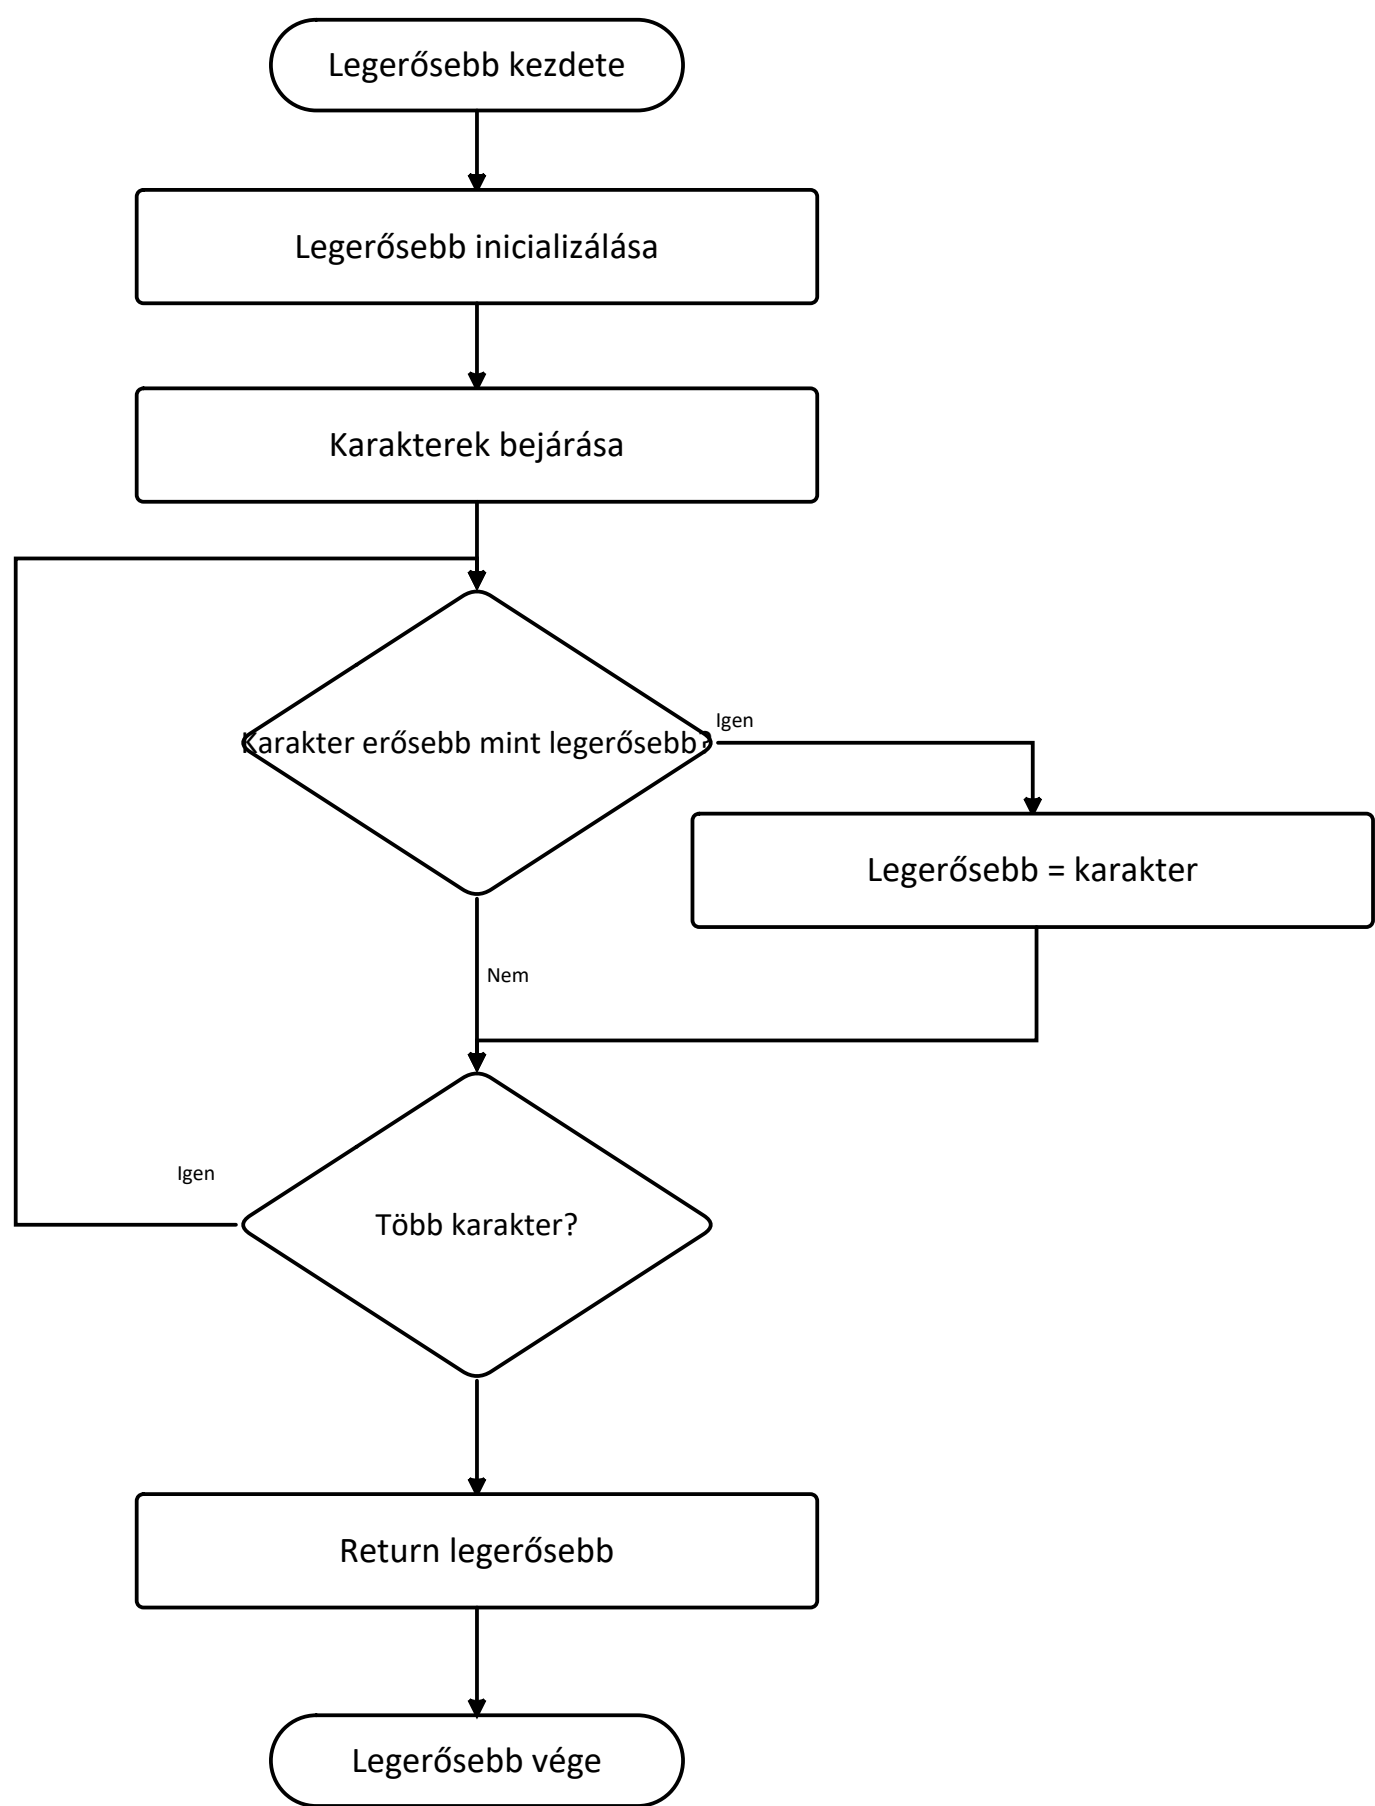 Legerősebb kezdete
Legerősebb inicializálása
Karakterek bejárása
Karakter erősebb mint legerősebb?
Igen
Legerősebb = karakter
Nem
Igen
Több karakter?
Return legerősebb
Legerősebb vége